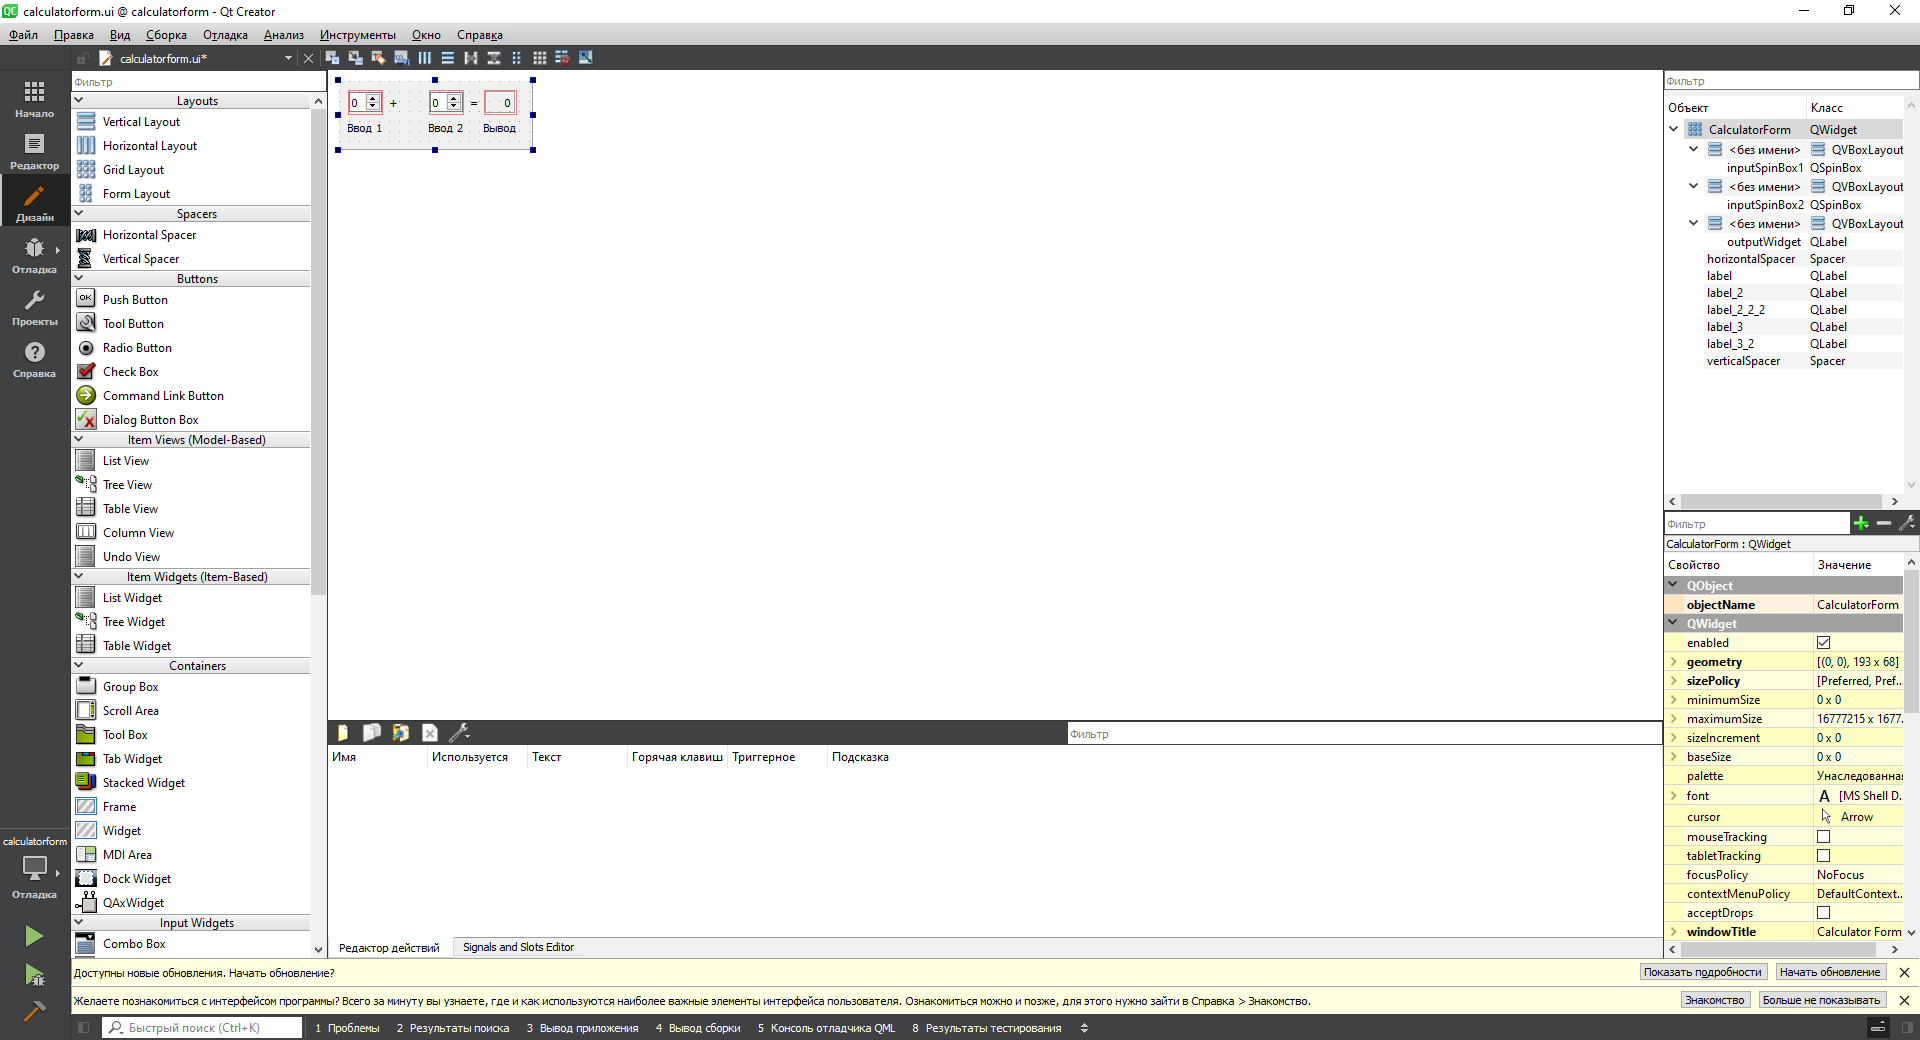 calculatorform.ui @ calculatorform - Qt Creator
Файл Правка Вид Сборка Отладка Анализ Инструменты Окно Справка
calculatorform.ui*
Начало
Редактор
Дизайн
Отладка
Проекты
Справка
calculatorform
Отладка
Фильтр
Layouts
Vertical Layout
Horizontal Layout
Grid Layout
Form Layout
Spacers
Horizontal Spacer
Vertical Spacer
Buttons
OK Push Button
Tool Button
Radio Button
Check Box
Command Link Button
Dialog Button Box
Item Views (Model-Based)
List View
Tree View
Table View
Column View
Undo View
Item Widgets (Item-Based)
List Widget
Tree Widget
Table Widget
Containers
Group Box
Scroll Area
Tool Box
Tab Widget
Stacked Widget
Frame
Widget
MDI Area
Dock Widget
QAxWidget
Input Widgets
Combo Box
0 + 0 = 0
Ввод 1 Ввод 2 Вывод
Фильтр
Имя Используется Текст Горячая клавиш Триггерное Подсказка
Редактор действий Signals and Slots Editor
Фильтр
Объект Класс
CalculatorForm QWidget
<без имени> QVBoxLayout
inputSpinBox1 QSpinBox
<без имени> QVBoxLayout
inputSpinBox2 QSpinBox
<без имени> QVBoxLayout
outputWidget QLabel
horizontalSpacer Spacer
label QLabel
label_2 QLabel
label_2_2_2 QLabel
label_3 QLabel
label_3_2 QLabel
verticalSpacer Spacer
Фильтр
CalculatorForm : QWidget
Свойство Значение
QObject
objectName CalculatorForm
QWidget
enabled
geometry [(0, 0), 193 x 68]
sizePolicy [Preferred, Pref...
minimumSize 0 x 0
maximumSize 16777215 x 1677...
sizeIncrement 0 x 0
baseSize 0 x 0
palette Унаследованная
font A [MS Shell D...
cursor Arrow
mouseTracking
tabletTracking
focusPolicy NoFocus
contextMenuPolicy DefaultContext...
acceptDrops
windowTitle Calculator Form
Доступны новые обновления. Начать обновление? Показать подробности Начать обновление
Желаете познакомиться с интерфейсом программы? Всего за минуту вы узнаете, где и как используются наиболее важные элементы интерфейса пользователя. Ознакомиться можно и позже, для этого нужно зайти в Справка > Знакомство. Знакомство Больше не показывать
Быстрый поиск (Ctrl+K) 1 Проблемы 2 Результаты поиска 3 Вывод приложения 4 Вывод сборки 5 Консоль отладчика QML 8 Результаты тестирования